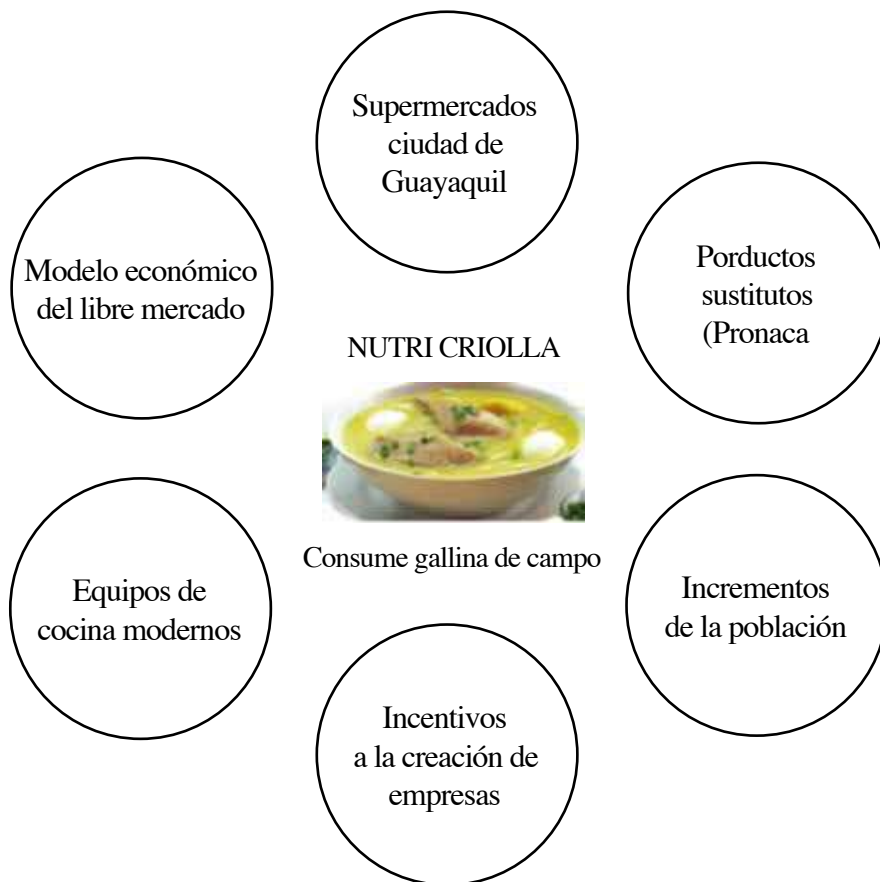 Supermercados
ciudad de
Guayaquil
Modelo económico
del libre mercado
Porductos
sustitutos
(Pronaca
NUTRI CRIOLLA
Consume gallina de campo
Equipos de
cocina modernos
Incrementos
de la población
Incentivos
a la creación de
empresas